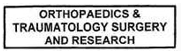 ORTHOPAEDICS &
TRAUMATOLOGY SURGERY
AND RESEARCH